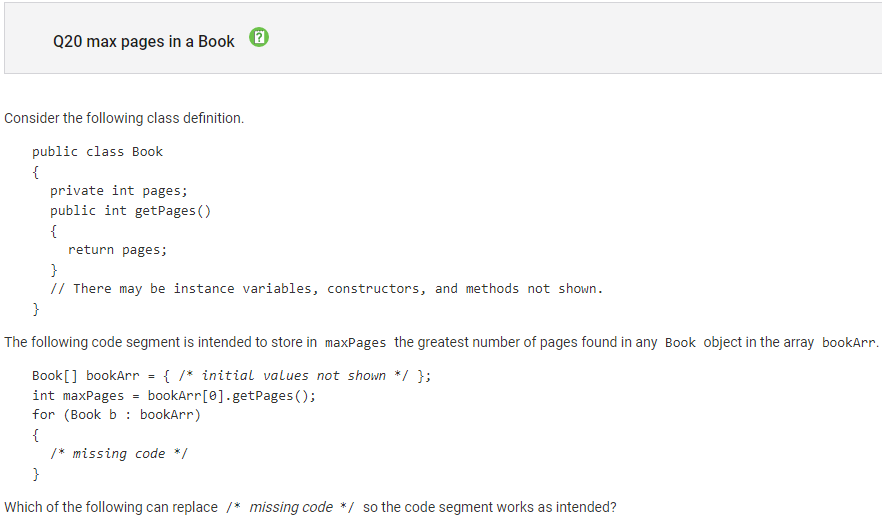 Q20 max pages in a Book
Consider the following class definition.
public class Book
{
private int pages;
public int getPages()
{
return pages;
}
// There may be instance variables, constructors, and methods not shown.
}
The following code segment is intended to store in maxPages the greatest number of pages found in any Book object in the array bookArr.
Book[] bookArr = { /* initial values not shown */ };
int maxPages = bookArr[0].getPages();
for (Book b : bookArr)
{
/* missing code */
}
Which of the following can replace /* missing code */ so the code segment works as intended?